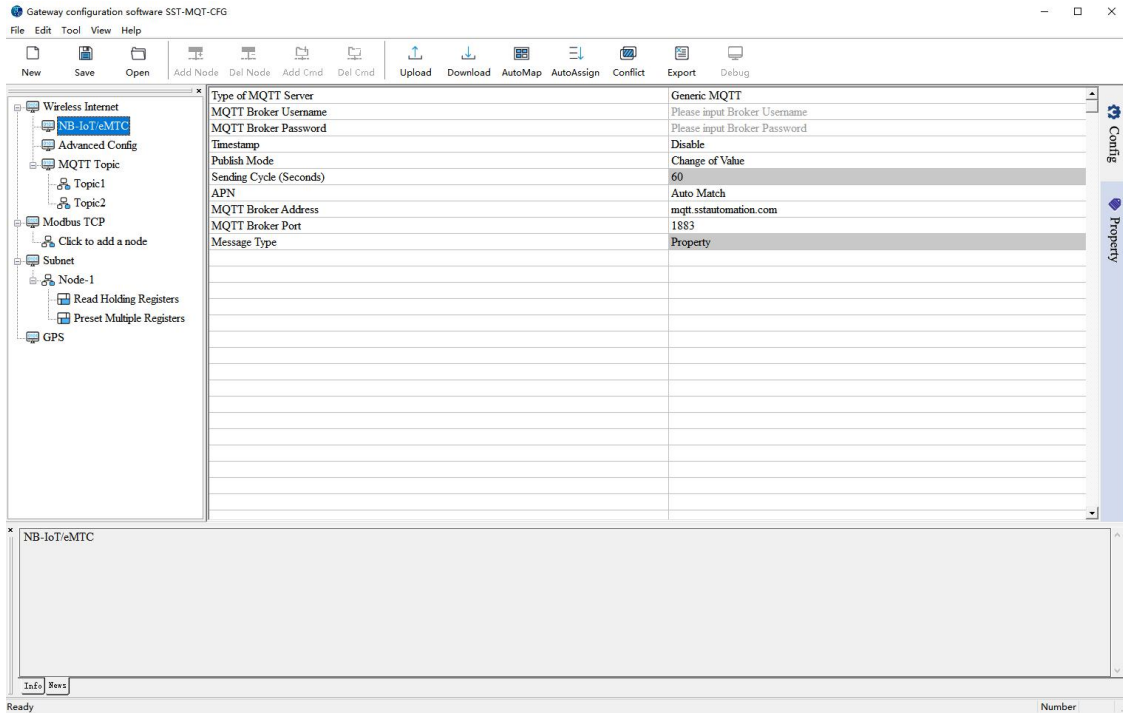 Gateway configuration software SST-MQT-CFG
File Edit Tool View Help
New Save Open Add Node Del Node Add Cmd Del Cmd Upload Download AutoMap AutoAssign Conflict Export Debug
Wireless Internet
NB-IoT/eMTC
Advanced Config
MQTT Topic
Topic1
Topic2
Modbus TCP
Click to add a node
Subnet
Node-1
Read Holding Registers
Preset Multiple Registers
GPS
Type of MQTT Server Generic MQTT
MQTT Broker Username Please input Broker Username
MQTT Broker Password Please input Broker Password
Timestamp Disable
Publish Mode Change of Value
Sending Cycle (Seconds) 60
APN Auto Match
MQTT Broker Address mqtt.sstautomation.com
MQTT Broker Port 1883
Message Type Property
Config
Property
NB-IoT/eMTC
Info News
Ready Number